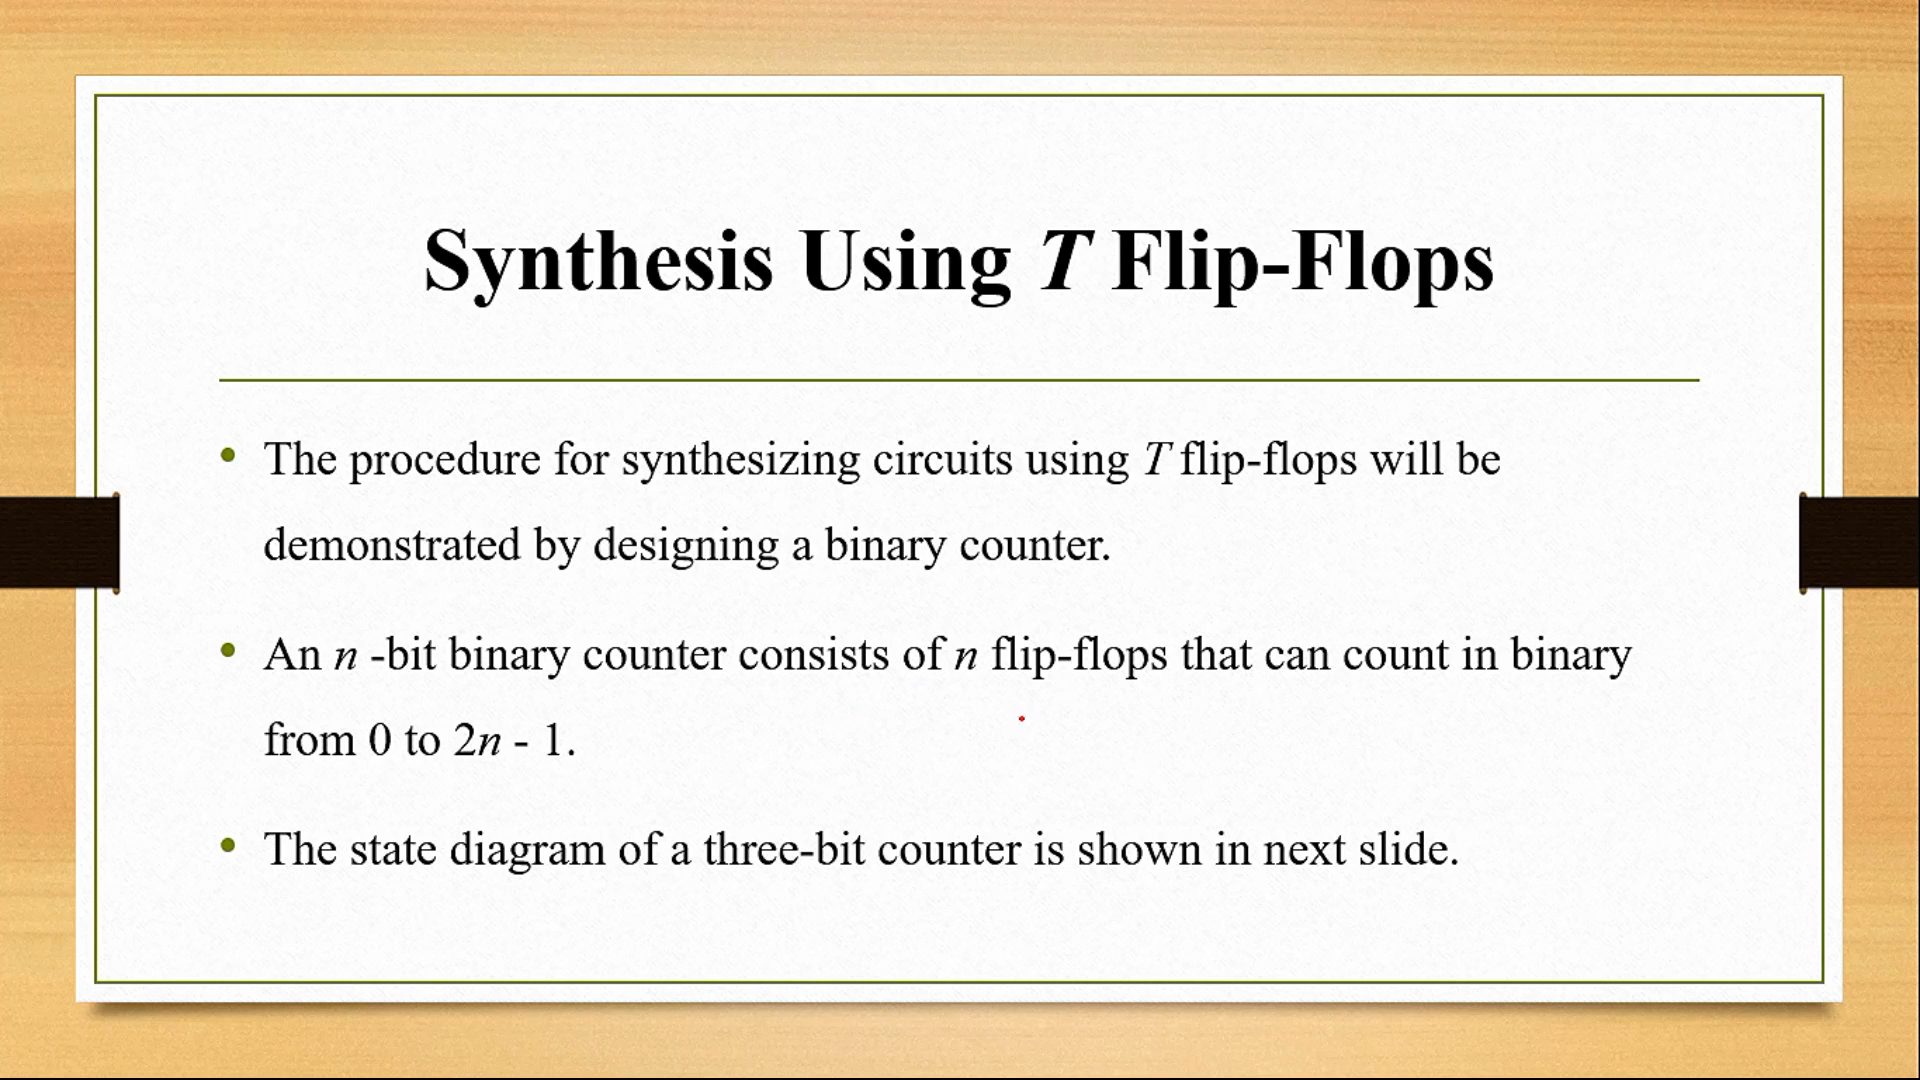 Synthesis Using T Flip-Flops
• The procedure for synthesizing circuits using T flip-flops will be
demonstrated by designing a binary counter.
• An n -bit binary counter consists of n flip-flops that can count in binary
from 0 to 2n - 1.
• The state diagram of a three-bit counter is shown in next slide.